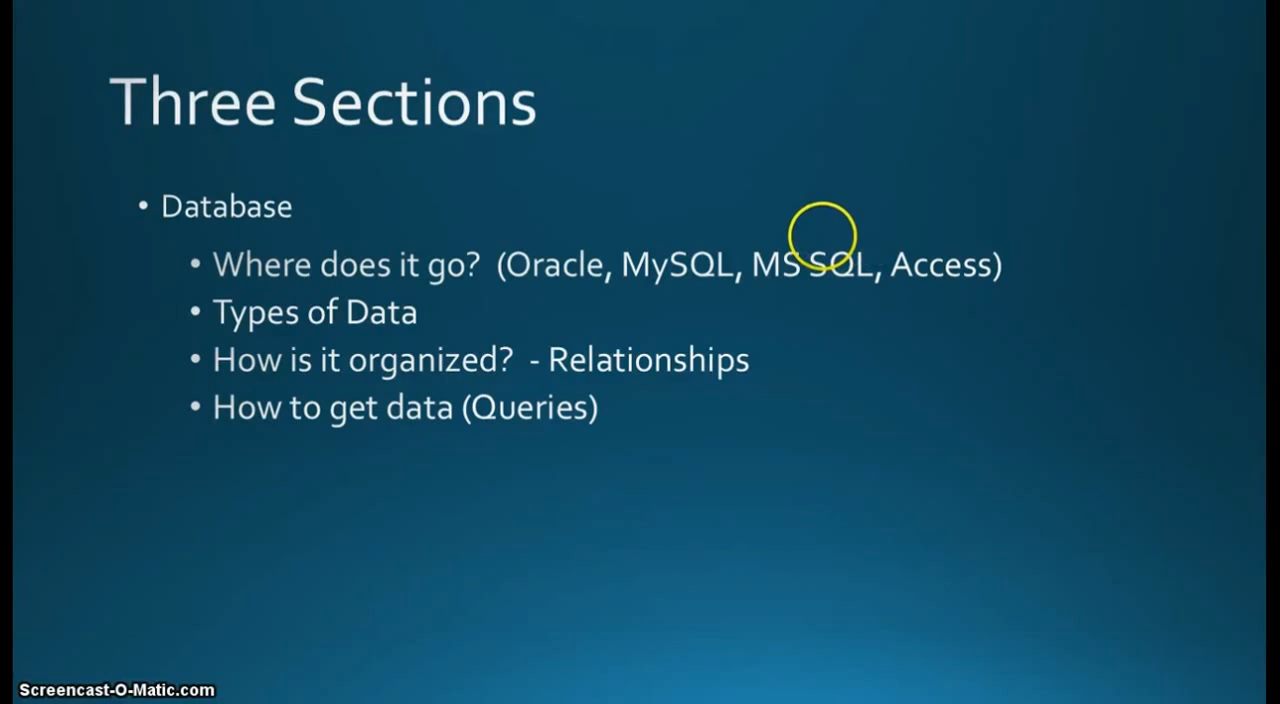 Three Sections
• Database
• Where does it go?  (Oracle, MySQL, MS SQL, Access)
• Types of Data
• How is it organized?  - Relationships
• How to get data (Queries)
Screencast-O-Matic.com